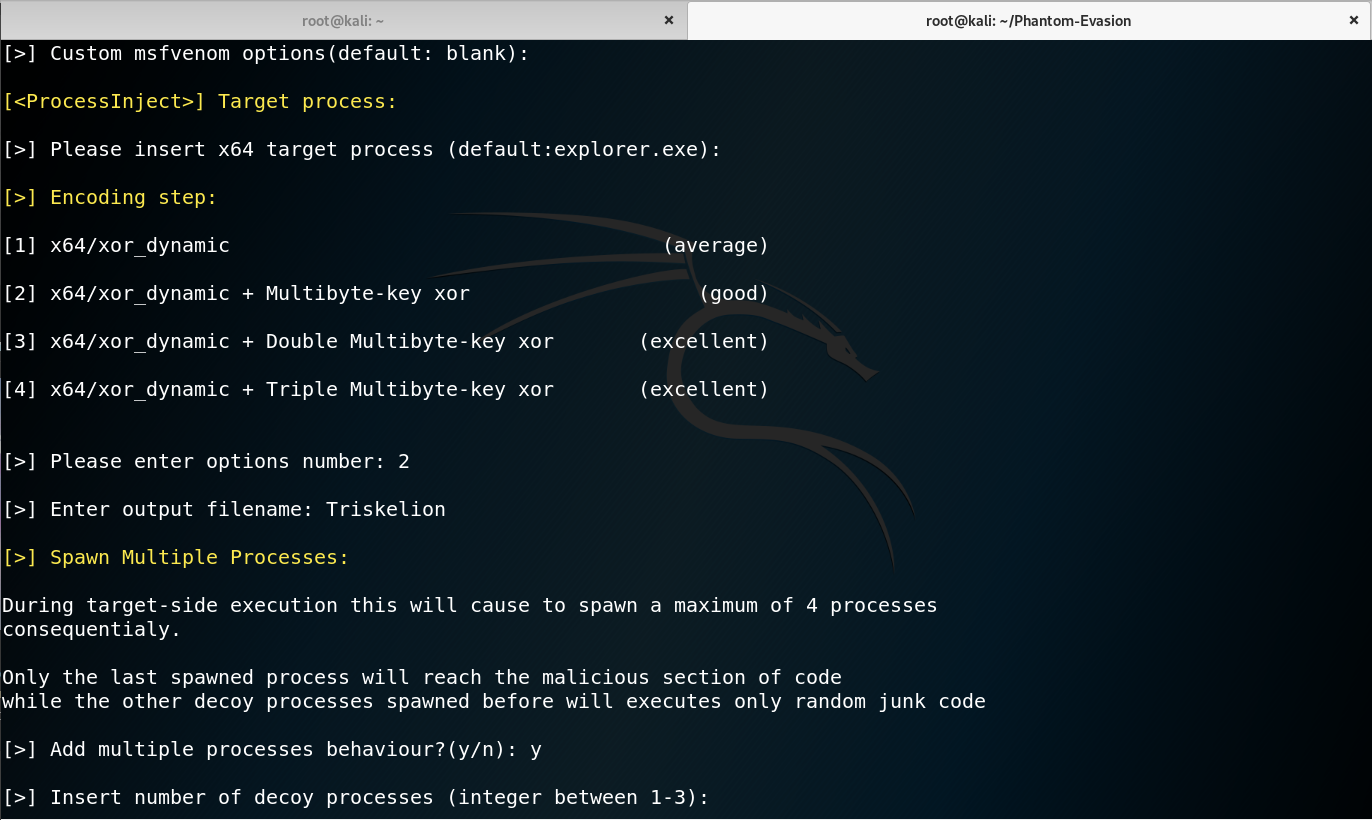 root@kali: ~
root@kali: ~/Phantom-Evasion
[>] Custom msfvenom options(default: blank):
[<ProcessInject>] Target process:
[>] Please insert x64 target process (default:explorer.exe):
[>] Encoding step:
[1] x64/xor_dynamic (average)
[2] x64/xor_dynamic + Multibyte-key xor (good)
[3] x64/xor_dynamic + Double Multibyte-key xor (excellent)
[4] x64/xor_dynamic + Triple Multibyte-key xor (excellent)
[>] Please enter options number: 2
[>] Enter output filename: Triskelion
[>] Spawn Multiple Processes:
During target-side execution this will cause to spawn a maximum of 4 processes
consequentialy.
Only the last spawned process will reach the malicious section of code
while the other decoy processes spawned before will executes only random junk code
[>] Add multiple processes behaviour?(y/n): y
[>] Insert number of decoy processes (integer between 1-3):